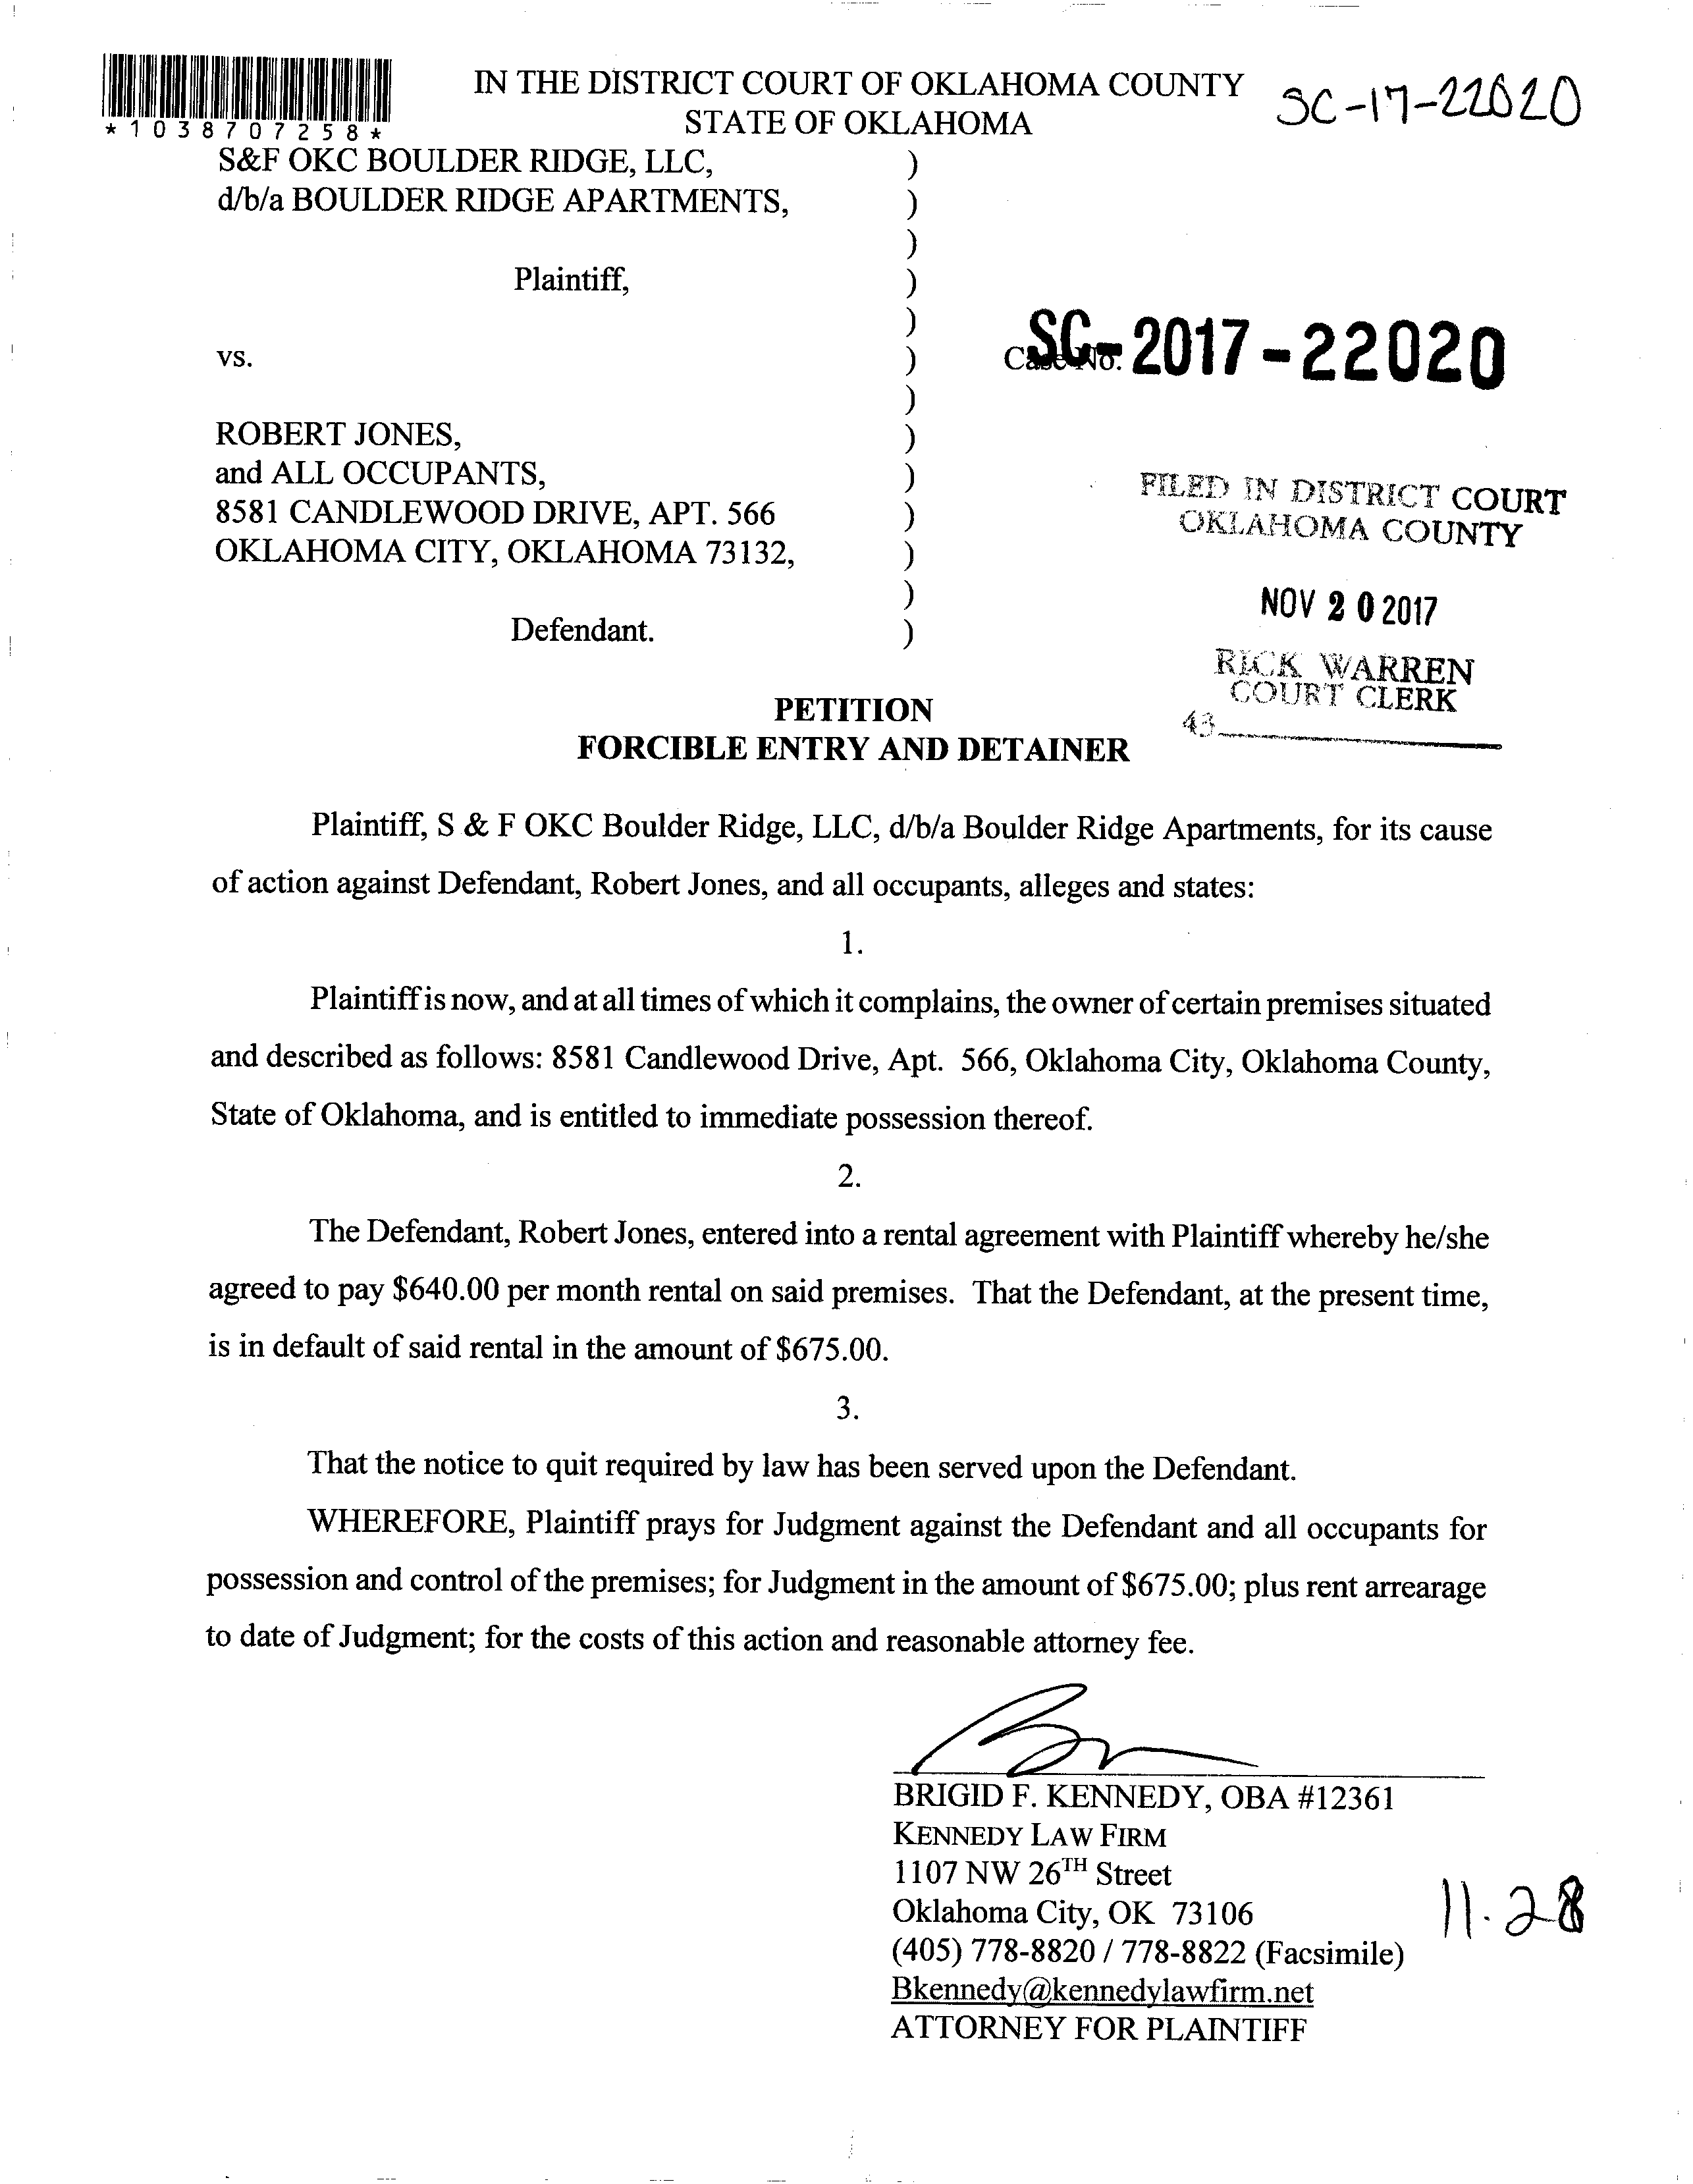 IN THE DISTRICT COURT OF OKLAHOMA COUNTY
SC-17-22020
STATE OF OKLAHOMA
*1038707258*
S&F OKC BOULDER RIDGE, LLC, )
d/b/a BOULDER RIDGE APARTMENTS, )
)
Plaintiff, )
)
vs. )
Case No. SC-2017-22020
)
ROBERT JONES, )
and ALL OCCUPANTS, )
8581 CANDLEWOOD DRIVE, APT. 566 )
OKLAHOMA CITY, OKLAHOMA 73132, )
)
Defendant. )
FILED IN DISTRICT COURT
OKLAHOMA COUNTY
NOV 20 2017
RICK WARREN
COURT CLERK
43
PETITION
FORCIBLE ENTRY AND DETAINER
Plaintiff, S & F OKC Boulder Ridge, LLC, d/b/a Boulder Ridge Apartments, for its cause
of action against Defendant, Robert Jones, and all occupants, alleges and states:
1.
Plaintiff is now, and at all times of which it complains, the owner of certain premises situated
and described as follows: 8581 Candlewood Drive, Apt. 566, Oklahoma City, Oklahoma County,
State of Oklahoma, and is entitled to immediate possession thereof.
2.
The Defendant, Robert Jones, entered into a rental agreement with Plaintiff whereby he/she
agreed to pay $640.00 per month rental on said premises. That the Defendant, at the present time,
is in default of said rental in the amount of $675.00.
3.
That the notice to quit required by law has been served upon the Defendant.
WHEREFORE, Plaintiff prays for Judgment against the Defendant and all occupants for
possession and control of the premises; for Judgment in the amount of $675.00; plus rent arrearage
to date of Judgment; for the costs of this action and reasonable attorney fee.
BRIGID F. KENNEDY, OBA #12361
KENNEDY LAW FIRM
1107 NW 26TH Street
Oklahoma City, OK 73106
(405) 778-8820 / 778-8822 (Facsimile)
Bkennedy@kennedylawfirm.net
ATTORNEY FOR PLAINTIFF
11.28